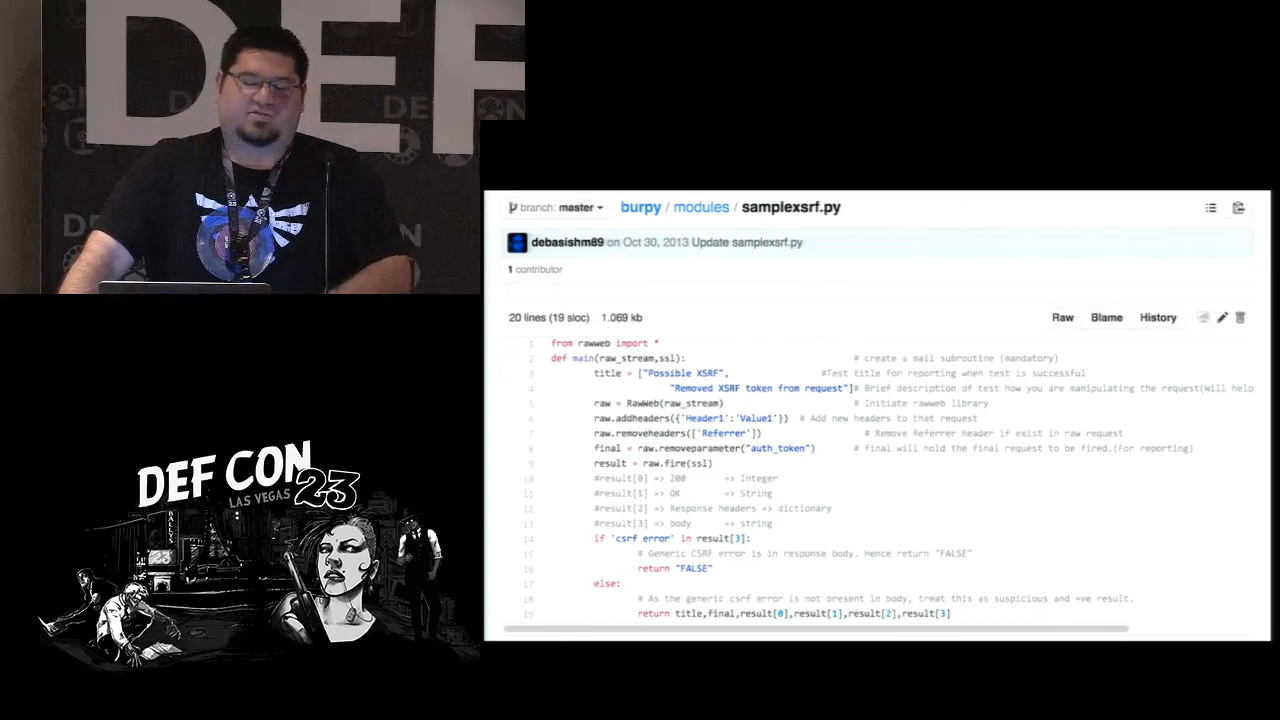 DEF
DEF CON
branch: master
burpy / modules / samplexsrf.py
debasishm89 on Oct 30, 2013 Update samplexsrf.py
1 contributor
20 lines (19 sloc) 1.069 kb
Raw Blame History
1 from rawweb import *
2 def main(raw_stream,ssl): # create a mail subroutine (mandatory)
3 title = ["Possible XSRF", #Test title for reporting when test is successful
4 "Removed XSRF token from request"]# Brief description of test how you are manipulating the request(Will help
5 raw = RawWeb(raw_stream) # Initiate rawweb library
6 raw.addheaders({'Header1':'Value1'}) # Add new headers to that request
7 raw.removeheaders(['Referrer']) # Remove Referrer header if exist in raw request
8 final = raw.removeparameter("auth_token") # final will hold the final request to be fired.(For reporting)
9 result = raw.fire(ssl)
10 #result[0] => 200 => Integer
11 #result[1] => OK => String
12 #result[2] => Response headers => dictionary
13 #result[3] => body => string
14 if 'csrf error' in result[3]:
15 # Generic CSRF error is in response body. Hence return "FALSE"
16 return "FALSE"
17 else:
18 # As the generic csrf error is not present in body, treat this as suspicious and +ve result.
19 return title,final,result[0],result[1],result[2],result[3]
DEF CON
LAS VEGAS 23
BALLYS